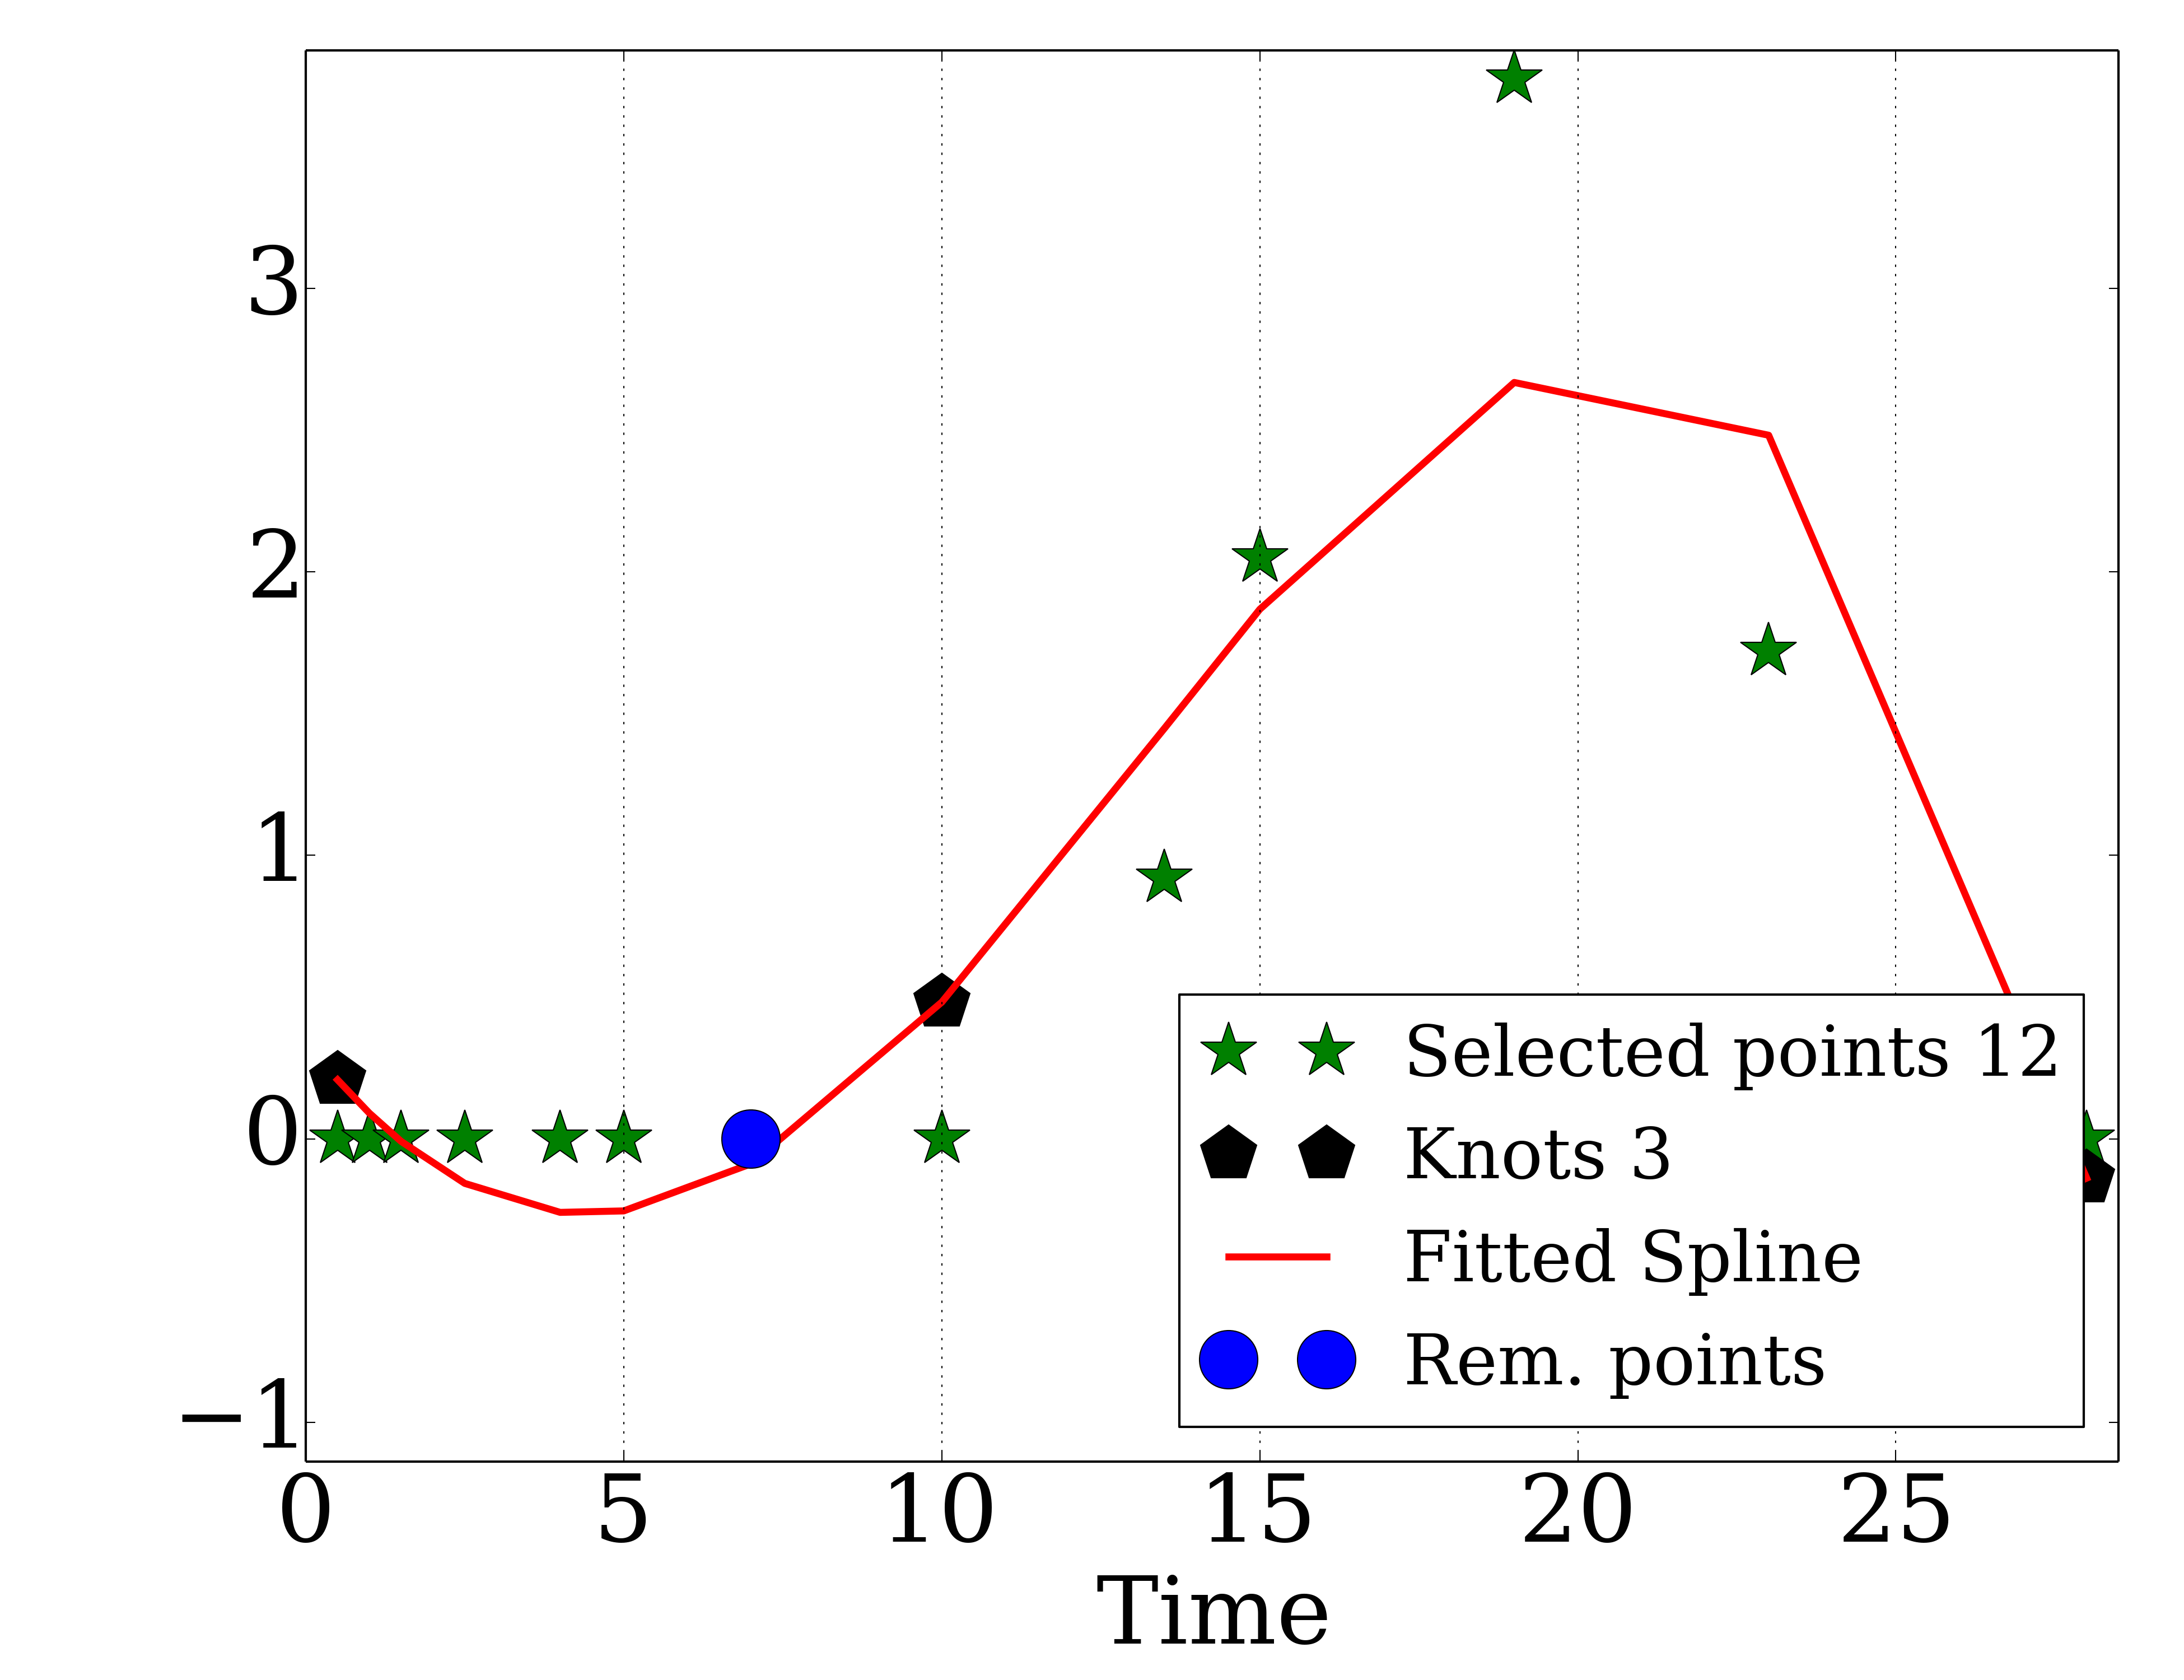 3
2
1
0
−1
Selected points 12
Knots 3
Fitted Spline
Rem. points
0 5 10 15 20 25
Time